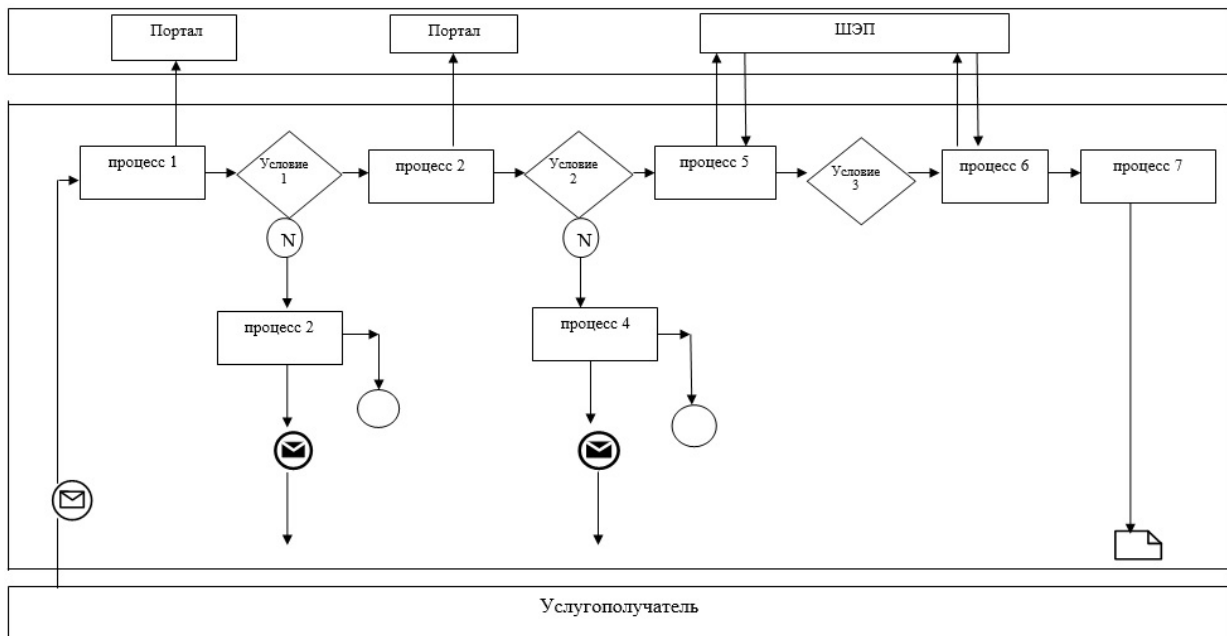 Портал
Портал
ШЭП
процесс 1
Условие
1
процесс 2
Условие
2
процесс 5
Условие
3
процесс 6
процесс 7
N
N
процесс 2
процесс 4
Услугополучатель